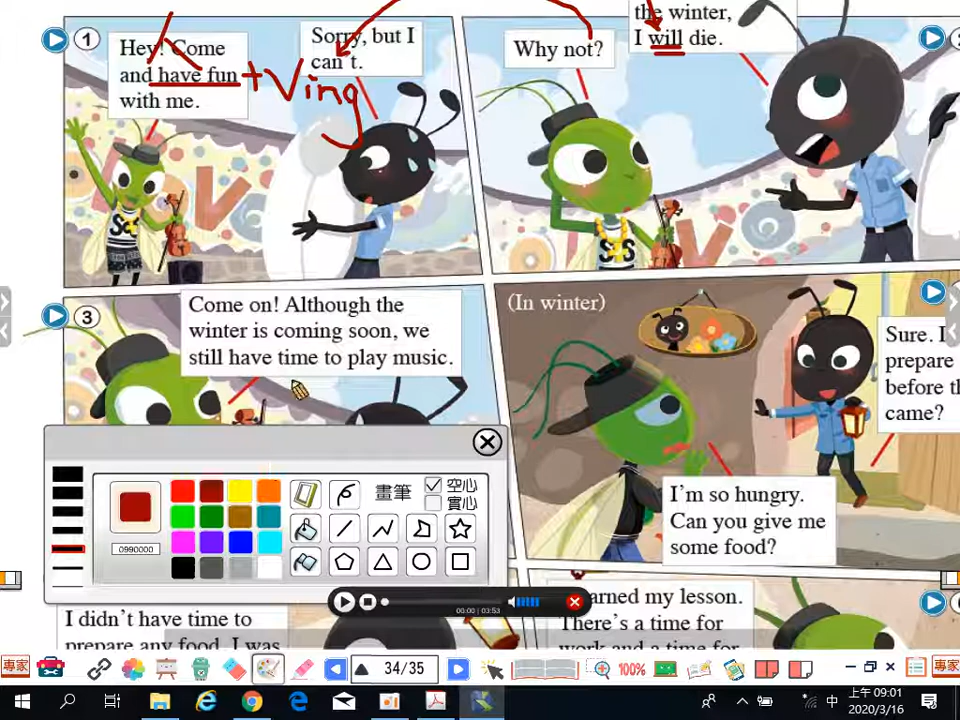 1
Hey! Come
and have fun
with me.
+Ving
Sorry, but I
can't.
Why not?
the winter,
I will die.
3
Come on! Although the
winter is coming soon, we
still have time to play music.
(In winter)
Sure. I
prepare
before th
came?
I'm so hungry.
Can you give me
some food?
畫筆
空心
實心
0990000
00:00 | 03:53
I didn't have time to
prepare any food. I was
earned my lesson.
There's a time for
work and a time for
專家
34/35
100%
專家
中
上午 09:01
2020/3/16